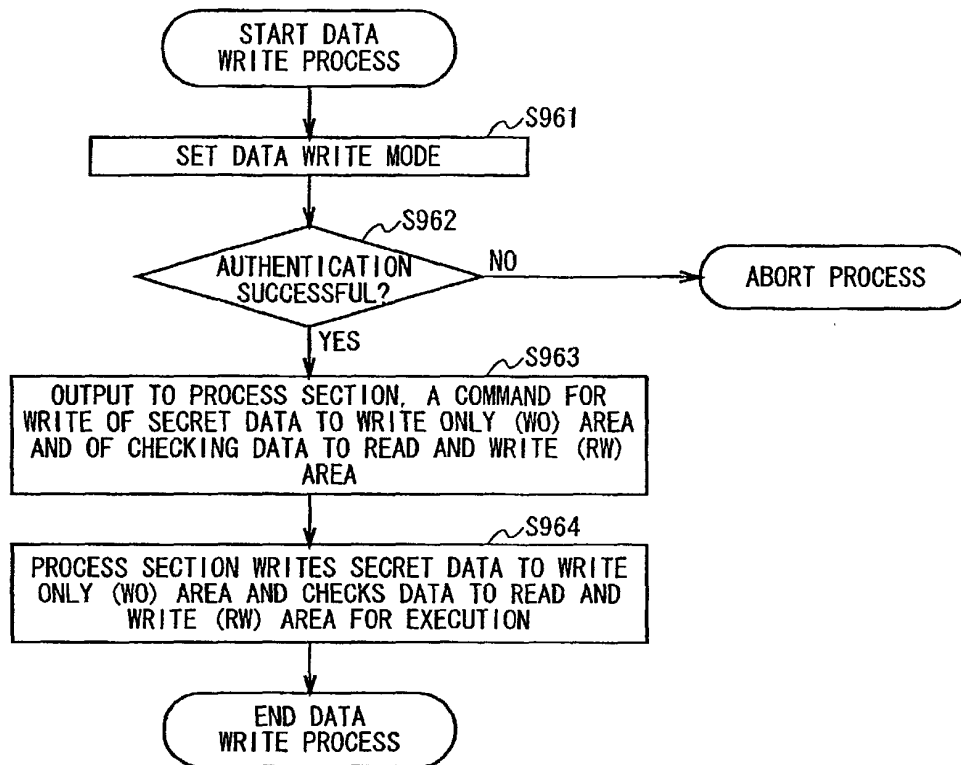 START DATA
WRITE PROCESS
S961
SET DATA WRITE MODE
S962
AUTHENTICATION
SUCCESSFUL?
NO
ABORT PROCESS
YES
S963
OUTPUT TO PROCESS SECTION, A COMMAND FOR
WRITE OF SECRET DATA TO WRITE ONLY (WO) AREA
AND OF CHECKING DATA TO READ AND WRITE (RW)
AREA
S964
PROCESS SECTION WRITES SECRET DATA TO WRITE
ONLY (WO) AREA AND CHECKS DATA TO READ AND
WRITE (RW) AREA FOR EXECUTION
END DATA
WRITE PROCESS